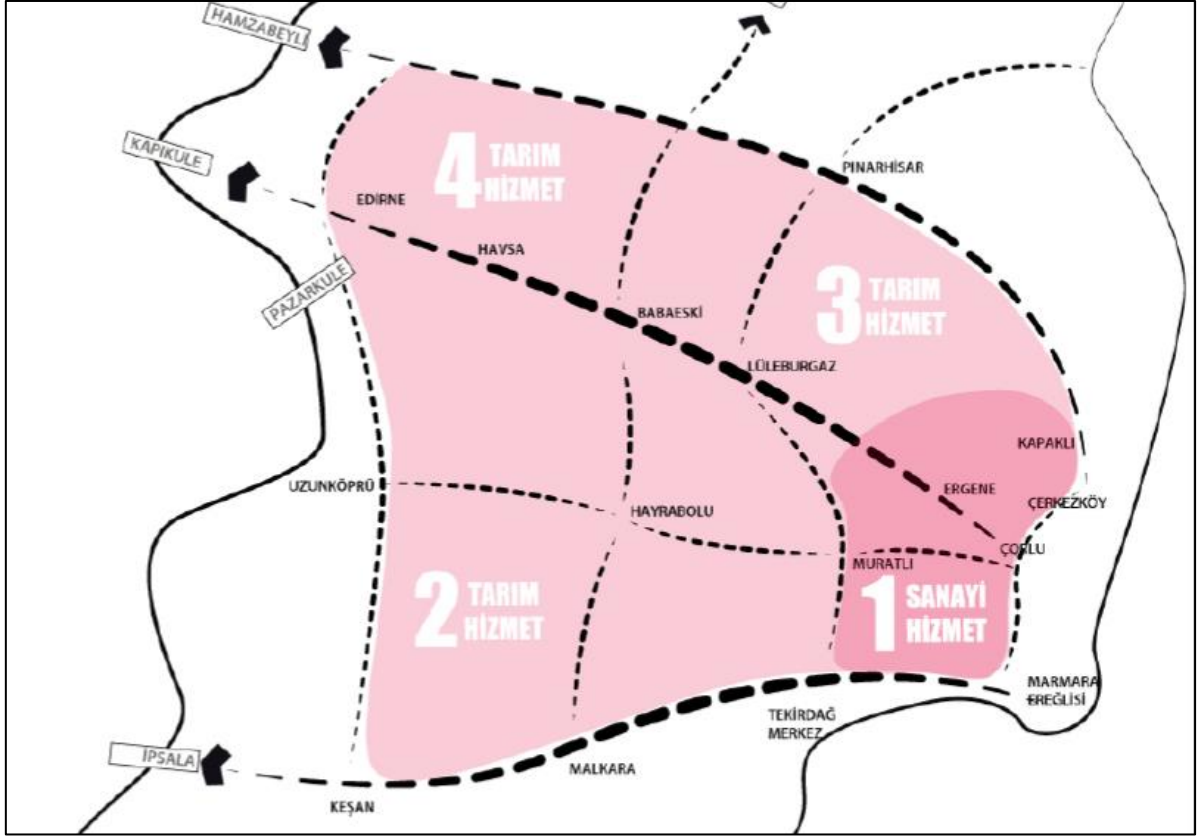 HAMZABEYLİ
KAPIKULE
PINARHİSAR
4 TARIM
HİZMET
EDİRNE
HAVSA
PAZARKULE
3 TARIM
HİZMET
BABAESKİ
LÜLEBURGAZ
KAPAKLI
UZUNKÖPRÜ
ERGENE
ÇERKEZKÖY
HAYRABOLU
ÇORLU
MURATLI
2 TARIM
HİZMET
1 SANAYİ
HİZMET
MARMARA
EREĞLİSİ
TEKİRDAĞ
MERKEZ
İPSALA
MALKARA
KEŞAN